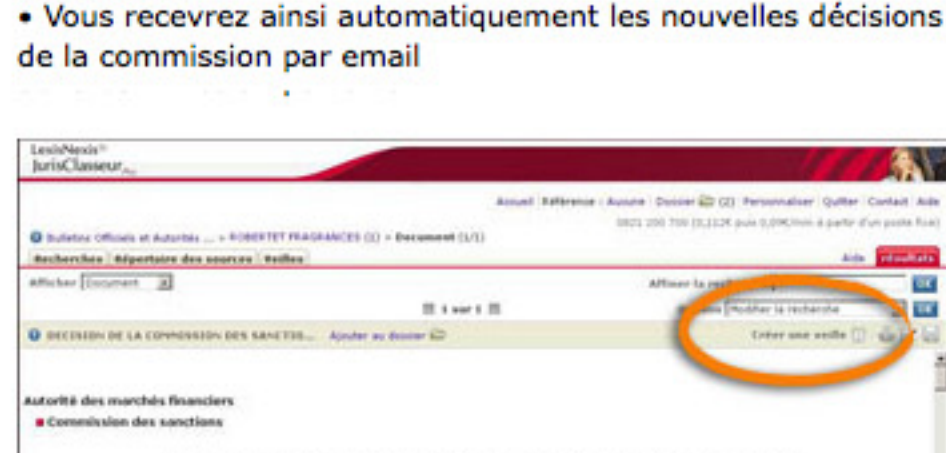 • Vous recevrez ainsi automatiquement les nouvelles décisions
de la commission par email
LexisNexis
JurisClasseur
Accueil Référence : Aucune Dossier (2) Personnaliser Quitter Contact Aide
Bulletins Officiels et Autorités ... > ROBERTET FRAGRANCES (1) > Document (1/1)
Recherches Répertoire des sources Veilles Aide résultats
Afficher Document Affiner la OK
1 sur 1 Modifier la recherche OK
DECISION DE LA COMMISSION DES SANCTIO... Ajouter au dossier Créer une veille
Autorité des marchés financiers
Commission des sanctions